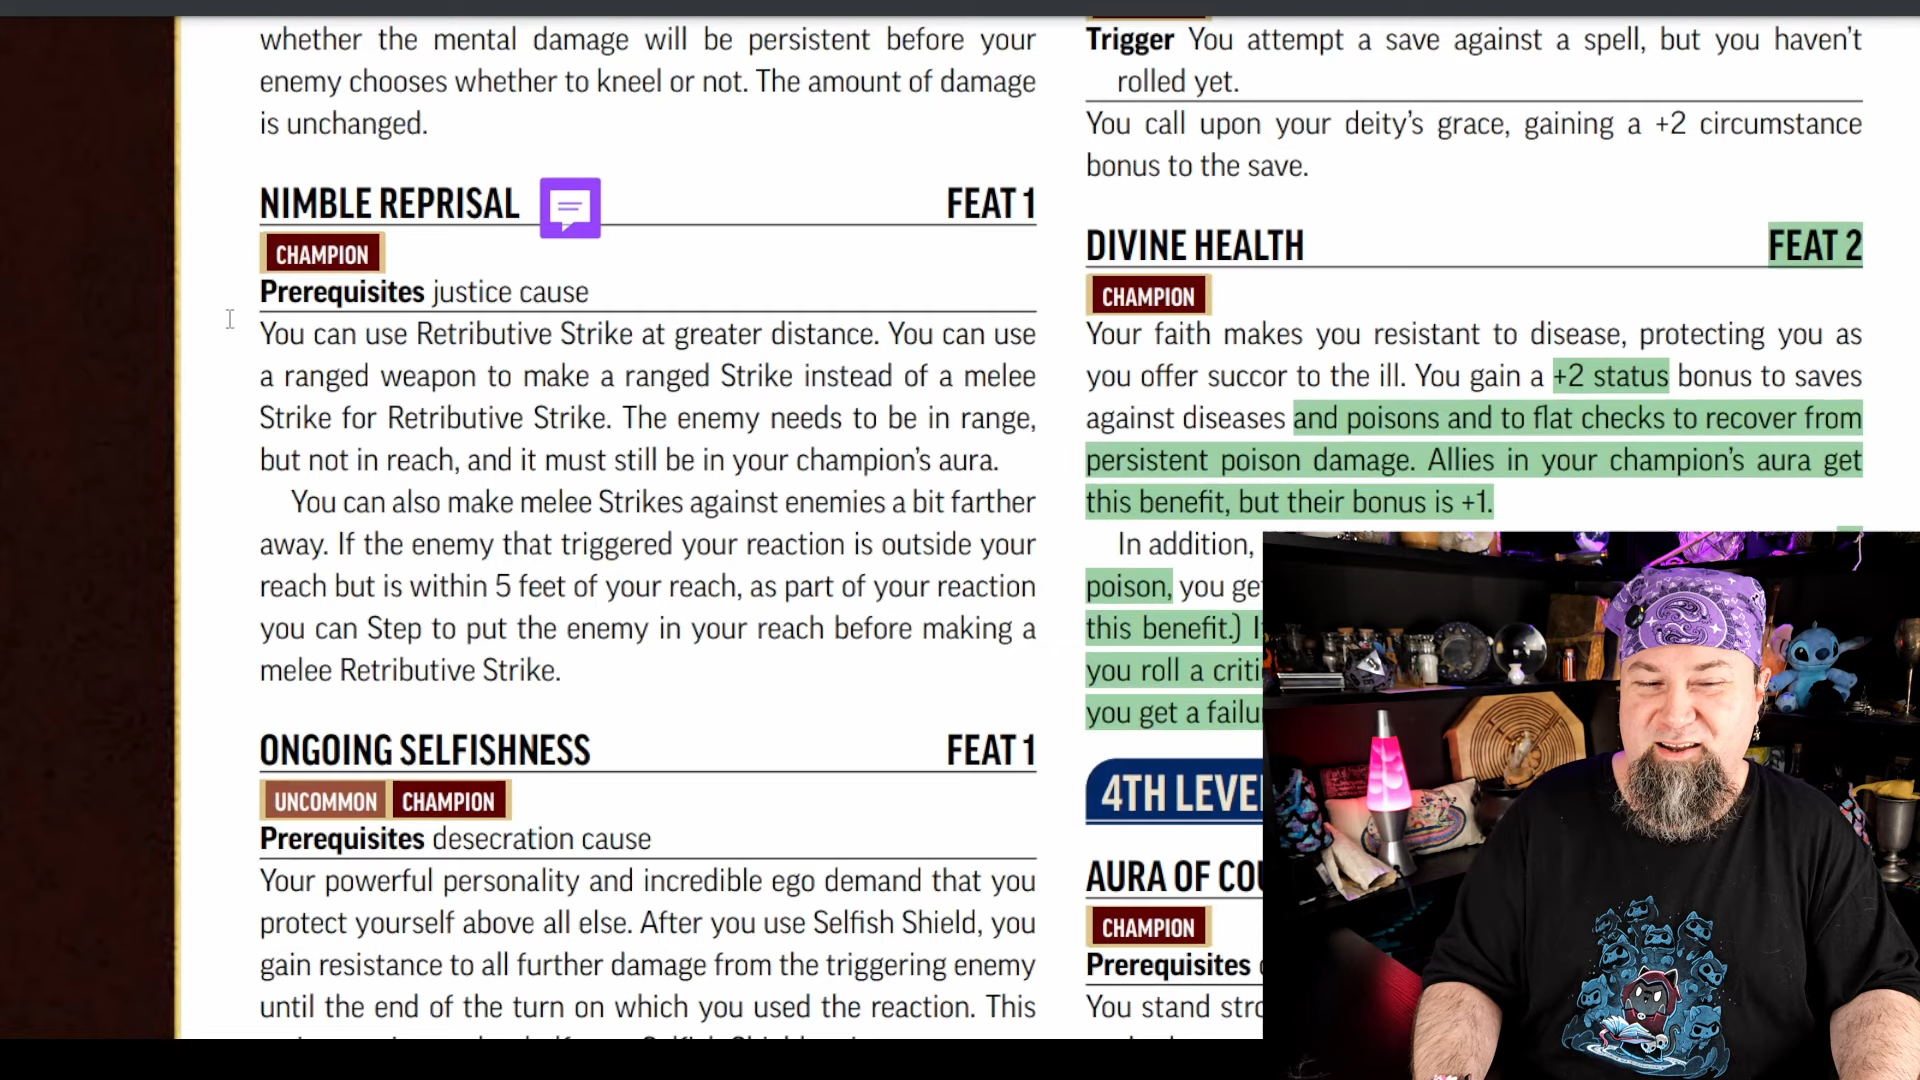 whether the mental damage will be persistent before your
enemy chooses whether to kneel or not. The amount of damage
is unchanged.
NIMBLE REPRISAL FEAT 1
CHAMPION
Prerequisites justice cause
You can use Retributive Strike at greater distance. You can use
a ranged weapon to make a ranged Strike instead of a melee
Strike for Retributive Strike. The enemy needs to be in range,
but not in reach, and it must still be in your champion's aura.
You can also make melee Strikes against enemies a bit farther
away. If the enemy that triggered your reaction is outside your
reach but is within 5 feet of your reach, as part of your reaction
you can Step to put the enemy in your reach before making a
melee Retributive Strike.
ONGOING SELFISHNESS FEAT 1
UNCOMMON CHAMPION
Prerequisites desecration cause
Your powerful personality and incredible ego demand that you
protect yourself above all else. After you use Selfish Shield, you
gain resistance to all further damage from the triggering enemy
until the end of the turn on which you used the reaction. This
Trigger You attempt a save against a spell, but you haven't
rolled yet.
You call upon your deity's grace, gaining a +2 circumstance
bonus to the save.
DIVINE HEALTH FEAT 2
CHAMPION
Your faith makes you resistant to disease, protecting you as
you offer succor to the ill. You gain a +2 status bonus to saves
against diseases and poisons and to flat checks to recover from
persistent poison damage. Allies in your champion's aura get
this benefit, but their bonus is +1.
In addition,
poison, you
this benefit.)
you roll a
you get a
4TH
AURA OF
CHAMPION
Prerequisites
You stand